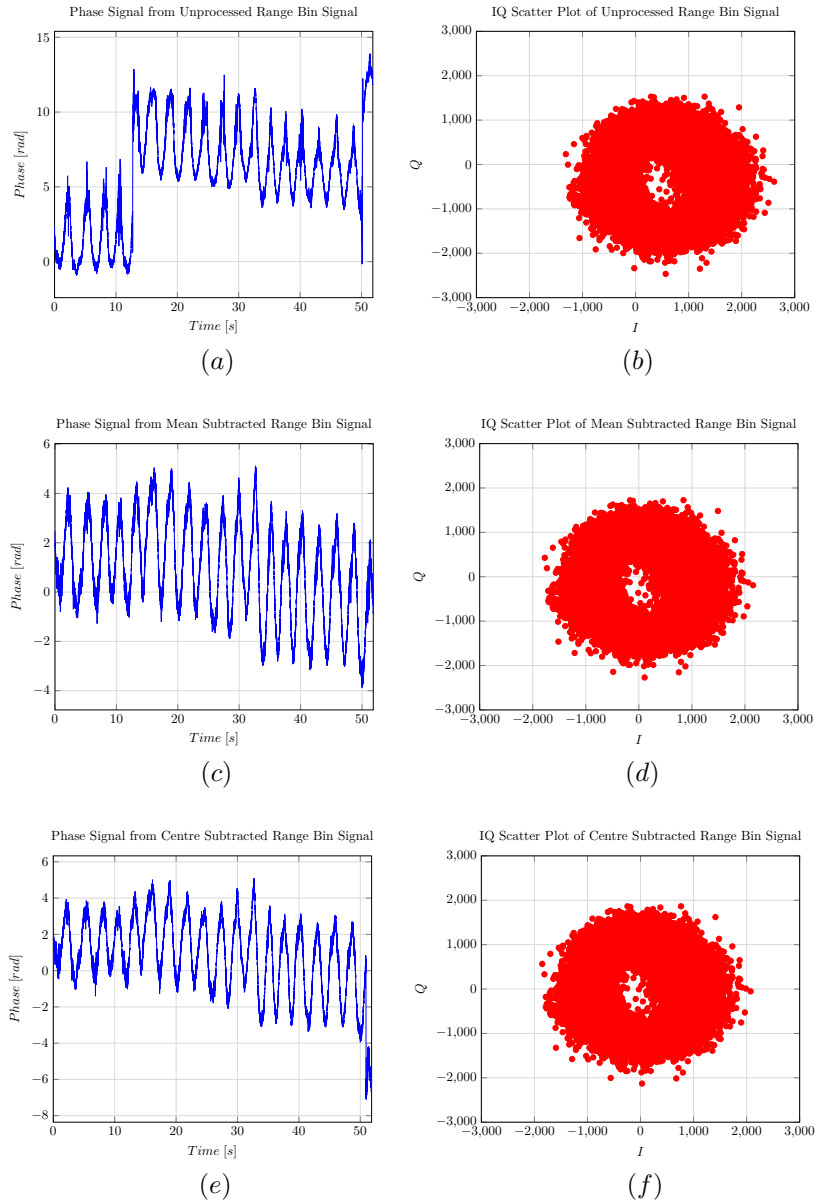 Phase Signal from Unprocessed Range Bin Signal
15
10
5
0
Phase [rad]
0 10 20 30 40 50
Time [s]
(a)
IQ Scatter Plot of Unprocessed Range Bin Signal
3,000
2,000
1,000
0
−1,000
−2,000
−3,000
Q
−3,000 −2,000 −1,000 0 1,000 2,000 3,000
I
(b)
Phase Signal from Mean Subtracted Range Bin Signal
6
4
2
0
−2
−4
Phase [rad]
0 10 20 30 40 50
Time [s]
(c)
IQ Scatter Plot of Mean Subtracted Range Bin Signal
3,000
2,000
1,000
0
−1,000
−2,000
−3,000
Q
−3,000 −2,000 −1,000 0 1,000 2,000 3,000
I
(d)
Phase Signal from Centre Subtracted Range Bin Signal
6
4
2
0
−2
−4
−6
−8
Phase [rad]
0 10 20 30 40 50
Time [s]
(e)
IQ Scatter Plot of Centre Subtracted Range Bin Signal
3,000
2,000
1,000
0
−1,000
−2,000
−3,000
Q
−3,000 −2,000 −1,000 0 1,000 2,000 3,000
I
(f)